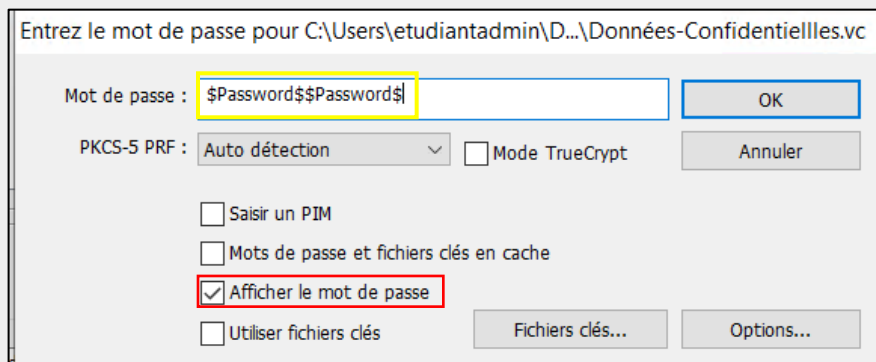 Entrez le mot de passe pour C:\Users\etudiantadmin\D...\Données-Confidentiellles.vc
Mot de passe : $Password$$Password$ OK
PKCS-5 PRF : Auto détection Mode TrueCrypt Annuler
Saisir un PIM
Mots de passe et fichiers clés en cache
Afficher le mot de passe
Utiliser fichiers clés Fichiers clés... Options...